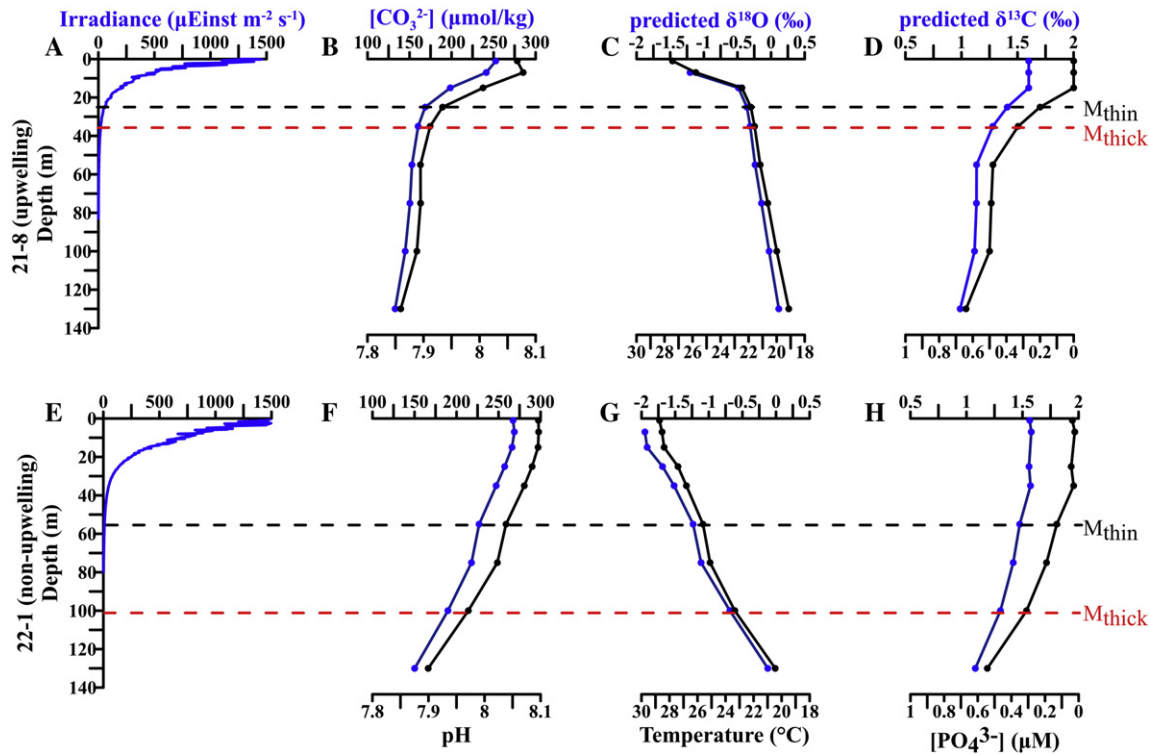 Irradiance (µEinst m⁻² s⁻¹) [CO₃²⁻] (µmol/kg) predicted δ¹⁸O (‰) predicted δ¹³C (‰)
A 0 500 1000 1500 B 100 150 200 250 300 C -2 -1.5 -1 -0.5 0 0.5 D 0.5 1 1.5 2
0
20
40
60
80
100
120
140
21-8 (upwelling)
Depth (m)
M thin
M thick
7.8 7.9 8 8.1 30 28 26 24 22 20 18 1 0.8 0.6 0.4 0.2 0
E 0 500 1000 1500 F 100 150 200 250 300 G -2 -1.5 -1 -0.5 0 0.5 H 0.5 1 1.5 2
0
20
40
60
80
100
120
140
22-1 (non-upwelling)
Depth (m)
M thin
M thick
7.8 7.9 8 8.1 30 28 26 24 22 20 18 1 0.8 0.6 0.4 0.2 0
pH Temperature (°C) [PO₄³⁻] (µM)